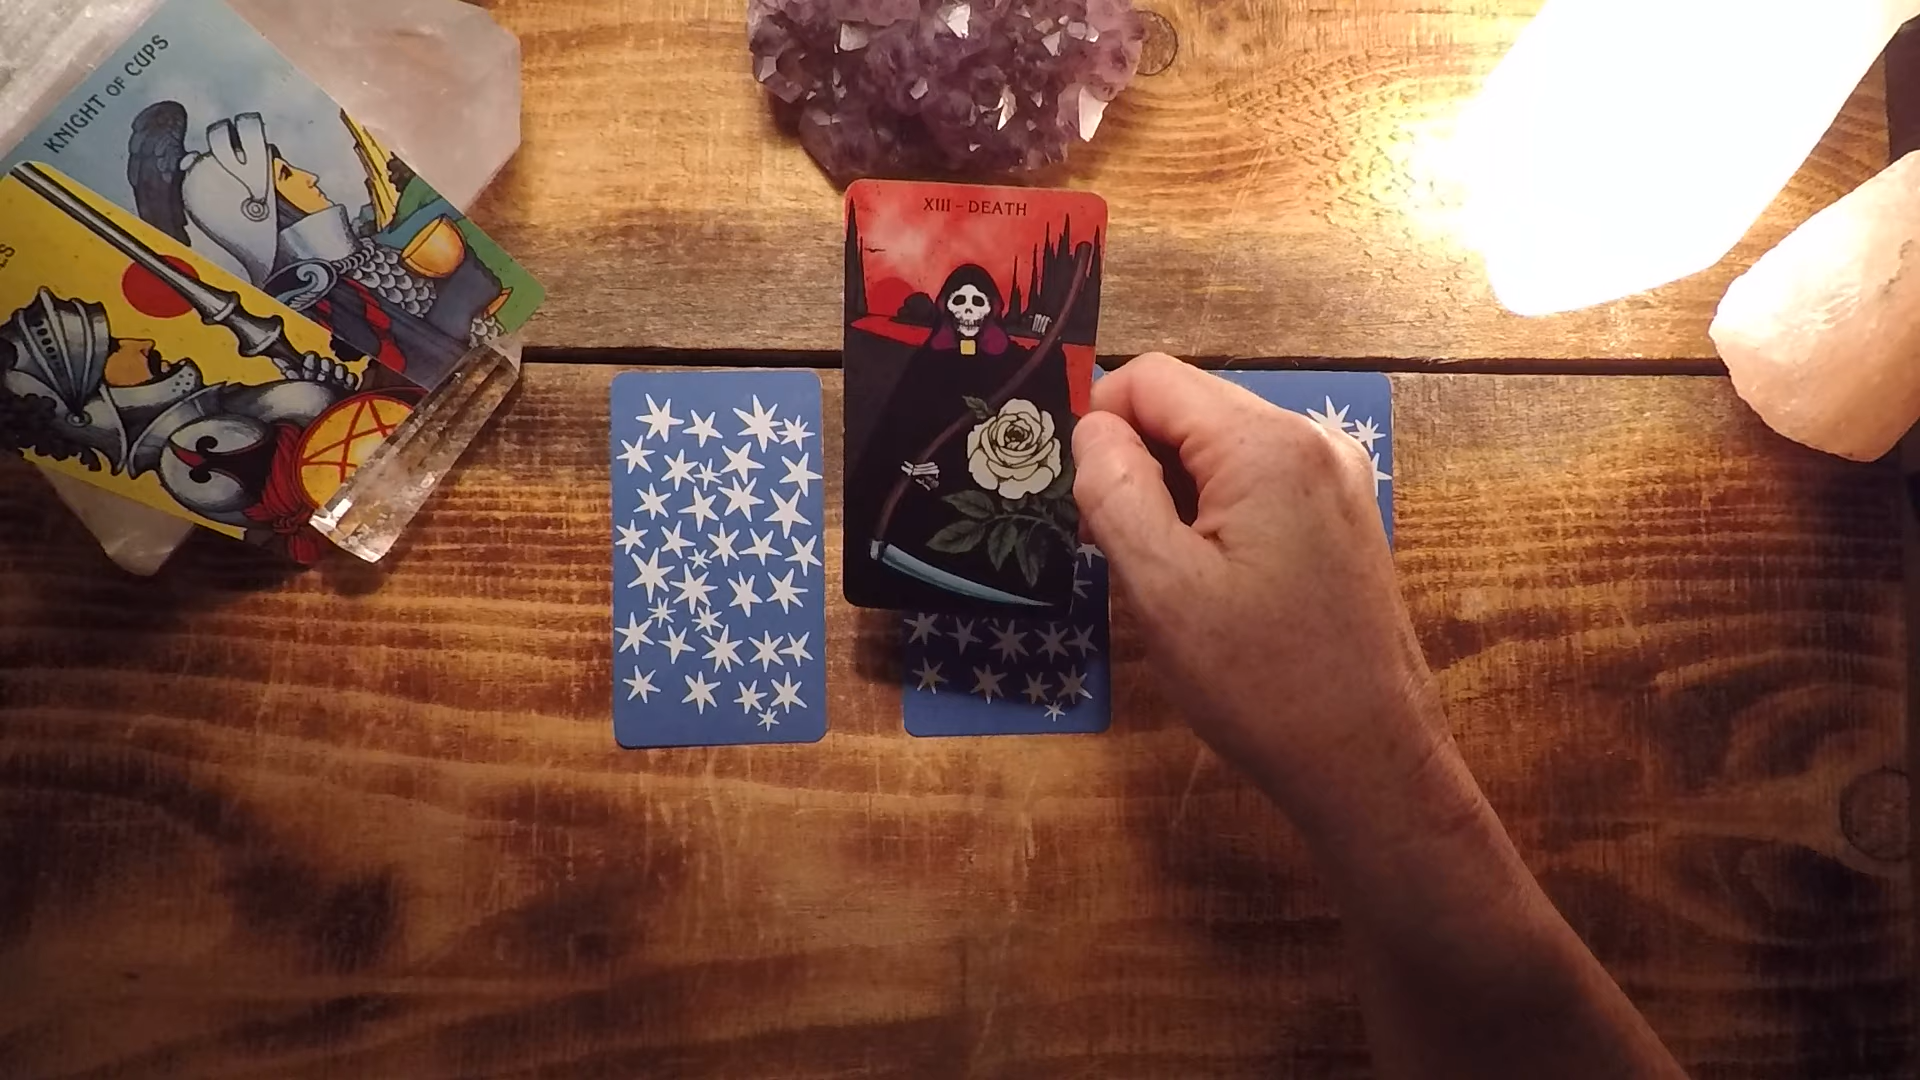 KNIGHT OF CUPS
XIII – DEATH